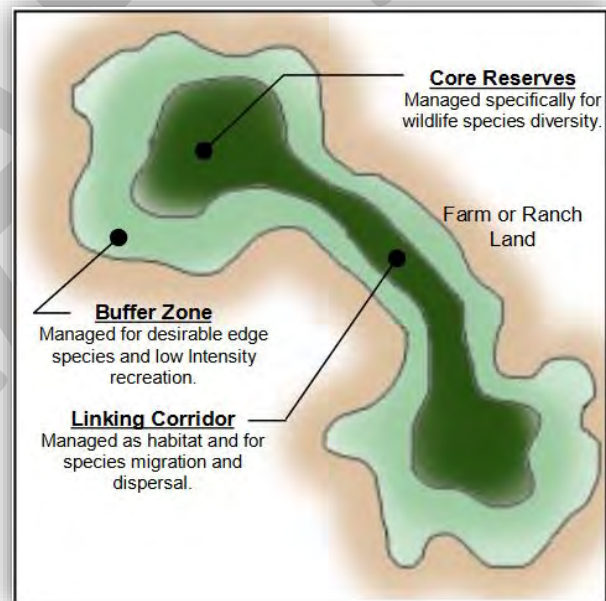 Core Reserves
Managed specifically for
wildlife species diversity.
Farm or Ranch
Land
Buffer Zone
Managed for desirable edge
species and low Intensity
recreation.
Linking Corridor
Managed as habitat and for
species migration and
dispersal.